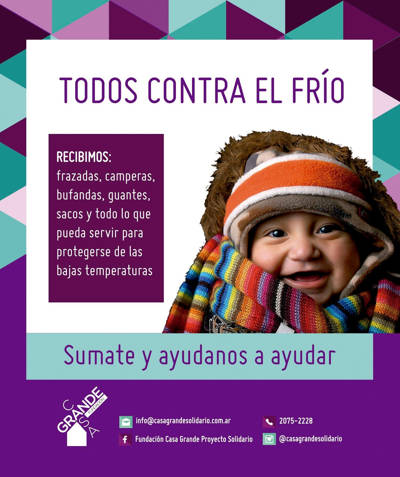 TODOS CONTRA EL FRÍO
RECIBIMOS:
frazadas, camperas,
bufandas, guantes,
sacos y todo lo que
pueda servir para
protegerse de las
bajas temperaturas
Sumate y ayudanos a ayudar
CASA
GRANDE
info@casagrandesolidario.com.ar
2075-2228
Fundación Casa Grande Proyecto Solidario
@casagrandesolidario